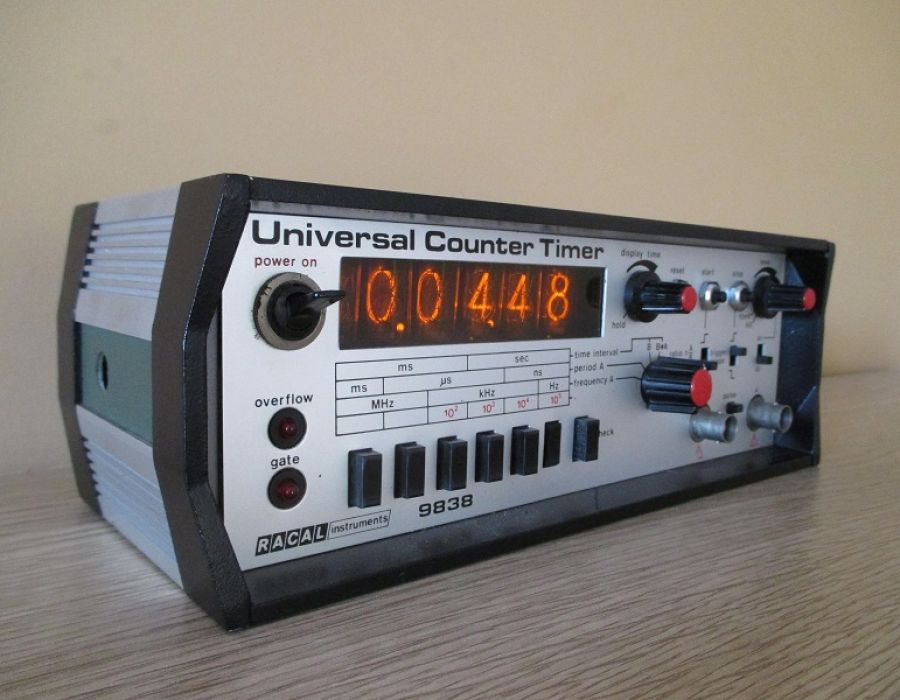 Universal Counter Timer
power on
0.0448
display time
reset
start
stop
hold
ms sec
ms µs ns
MHz kHz Hz
10² 10³ 10⁴ 10⁵
time interval
period A
frequency A
B
A
overflow
gate
9838
RACAL instruments